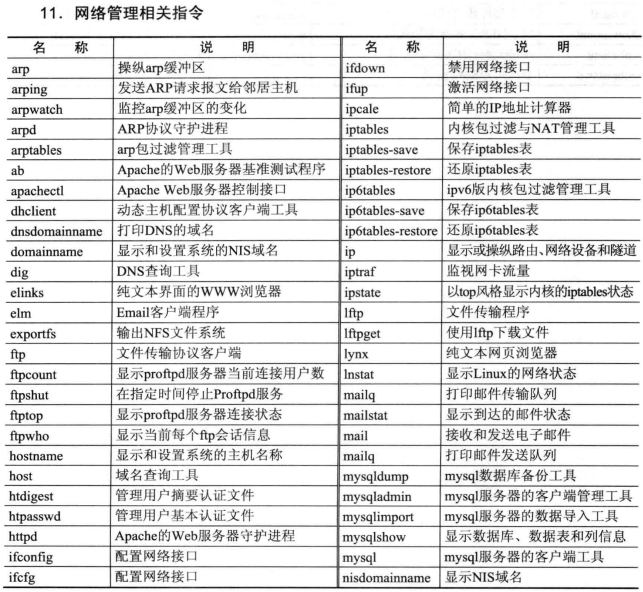 11. 网络管理相关指令
名 称 说 明 名 称 说 明
arp 操纵arp缓冲区 ifdown 禁用网络接口
arping 发送ARP请求报文给邻居主机 ifup 激活网络接口
arpwatch 监控arp缓冲区的变化 ipcalc 简单的IP地址计算器
arpd ARP协议守护进程 iptables 内核包过滤与NAT管理工具
arptables arp包过滤管理工具 iptables-save 保存iptables表
ab Apache的Web服务器基准测试程序 iptables-restore 还原iptables表
apachectl Apache Web服务器控制接口 ip6tables ipv6版内核包过滤管理工具
dhclient 动态主机配置协议客户端工具 ip6tables-save 保存ip6tables表
dnsdomainname 打印DNS的域名 ip6tables-restore 还原ip6tables表
domainname 显示和设置系统的NIS域名 ip 显示或操纵路由、网络设备和隧道
dig DNS查询工具 iptraf 监视网卡流量
elinks 纯文本界面的WWW浏览器 ipstate 以top风格显示内核的iptables状态
elm Email客户端程序 lftp 文件传输程序
exportfs 输出NFS文件系统 lftpget 使用lftp下载文件
ftp 文件传输协议客户端 lynx 纯文本网页浏览器
ftpcount 显示proftpd服务器当前连接用户数 lnstat 显示Linux的网络状态
ftpshut 在指定时间停止Proftpd服务 mailq 打印邮件传输队列
ftptop 显示proftpd服务器连接状态 mailstat 显示到达的邮件状态
ftpwho 显示当前每个ftp会话信息 mail 接收和发送电子邮件
hostname 显示和设置系统的主机名称 mailq 打印邮件发送队列
host 域名查询工具 mysqldump mysql数据库备份工具
htdigest 管理用户摘要认证文件 mysqladmin mysql服务器的客户端管理工具
htpasswd 管理用户基本认证文件 mysqlimport mysql服务器的数据导入工具
httpd Apache的Web服务器守护进程 mysqlshow 显示数据库、数据表和列信息
ifconfig 配置网络接口 mysql mysql服务器的客户端工具
ifcfg 配置网络接口 nisdomainname 显示NIS域名